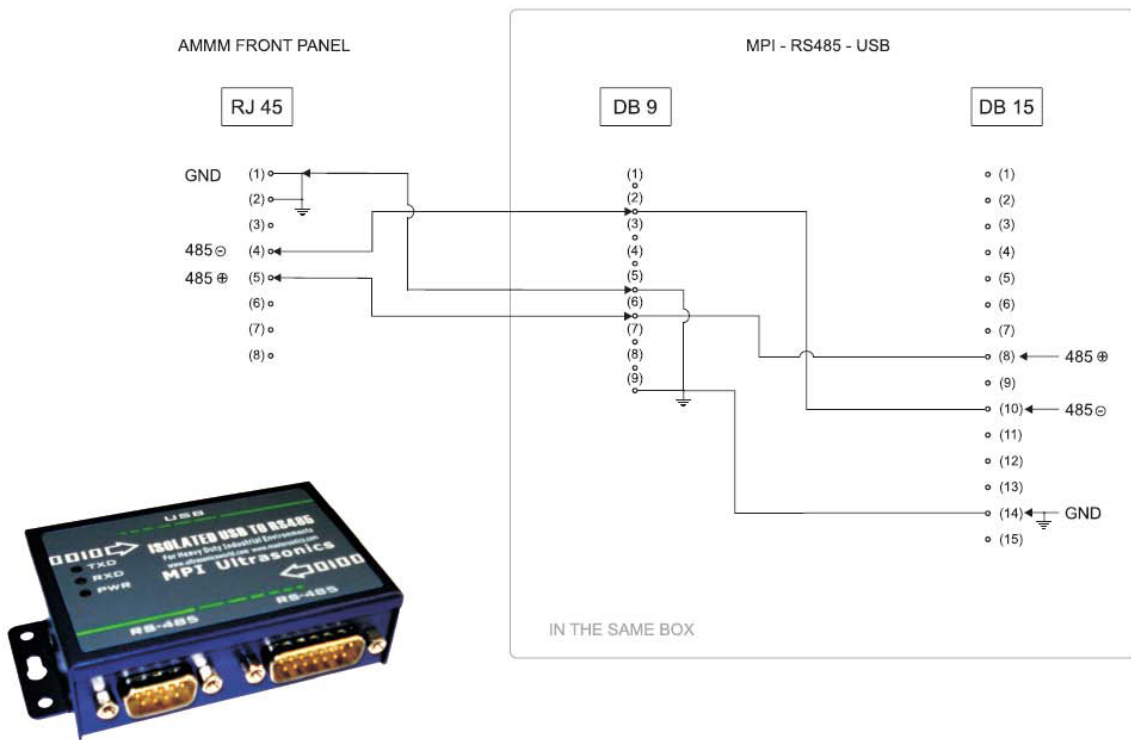 AMMM FRONT PANEL
MPI - RS485 - USB
RJ 45
DB 9
DB 15
GND (1)
(2)
(3)
485⊖ (4)
485⊕ (5)
(6)
(7)
(8)
(1)
(2)
(3)
(4)
(5)
(6)
(7)
(8)
(9)
(1)
(2)
(3)
(4)
(5)
(6)
(7)
(8) 485⊕
(9)
(10) 485⊖
(11)
(12)
(13)
(14) GND
(15)
IN THE SAME BOX
USB
ISOLATED USB TO RS485
For Heavy Duty Industrial Environments
MPI Ultrasonics
TXD
RXD
PWR
RS-485
RS-485